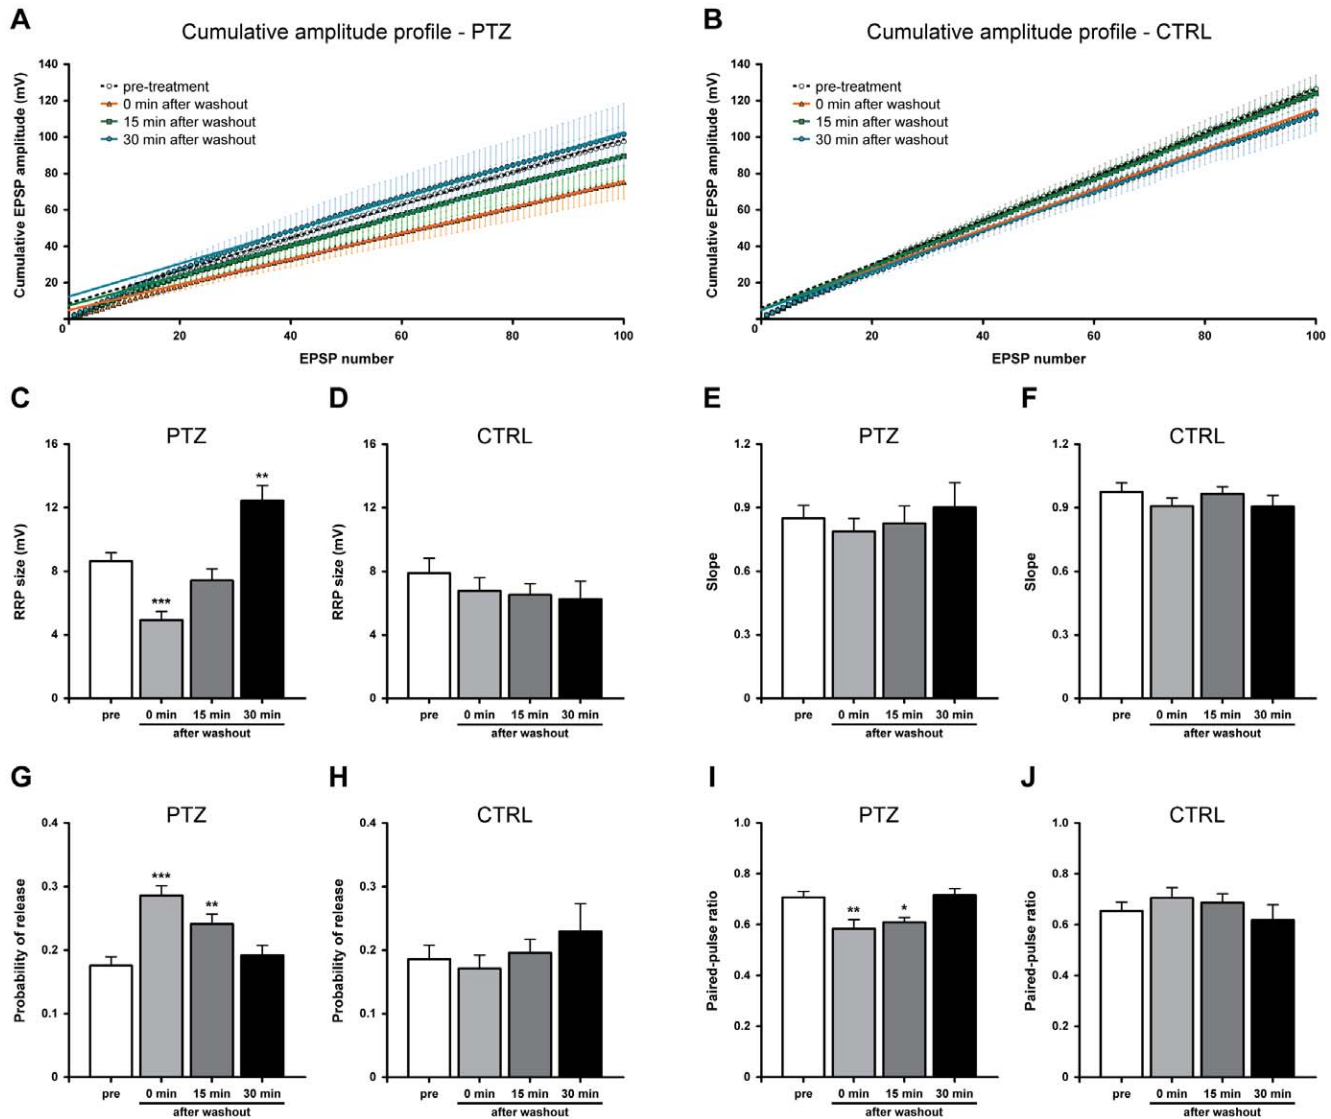 A
Cumulative amplitude profile - PTZ
Cumulative EPSP amplitude (mV)
140
120
100
80
60
40
20
0
pre-treatment
0 min after washout
15 min after washout
30 min after washout
20 40 60 80 100
EPSP number
B
Cumulative amplitude profile - CTRL
Cumulative EPSP amplitude (mV)
140
120
100
80
60
40
20
0
pre-treatment
0 min after washout
15 min after washout
30 min after washout
20 40 60 80 100
EPSP number
C
PTZ
RRP size (mV)
16
12
8
4
0
***
**
pre 0 min 15 min 30 min
after washout
D
CTRL
RRP size (mV)
16
12
8
4
0
pre 0 min 15 min 30 min
after washout
E
PTZ
Slope
1.2
0.9
0.6
0.3
0
pre 0 min 15 min 30 min
after washout
F
CTRL
Slope
1.2
0.9
0.6
0.3
0
pre 0 min 15 min 30 min
after washout
G
PTZ
Probability of release
0.4
0.3
0.2
0.1
0
***
**
pre 0 min 15 min 30 min
after washout
H
CTRL
Probability of release
0.4
0.3
0.2
0.1
0
pre 0 min 15 min 30 min
after washout
I
PTZ
Paired-pulse ratio
1.0
0.8
0.6
0.4
0.2
0
**
*
pre 0 min 15 min 30 min
after washout
J
CTRL
Paired-pulse ratio
1.0
0.8
0.6
0.4
0.2
0
pre 0 min 15 min 30 min
after washout